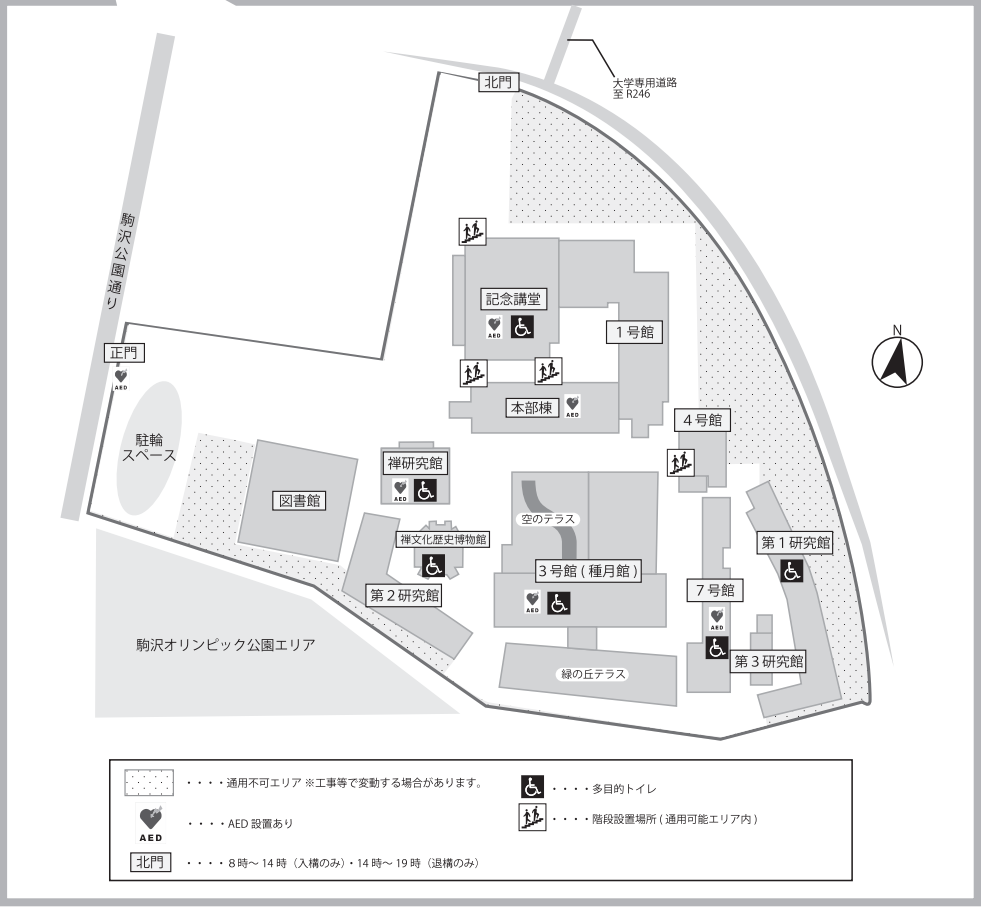 北門
大学専用道路
至 R246
駒沢公園通り
N
記念講堂
AED
1号館
正門
AED
本部棟
AED
4号館
駐輪
スペース
図書館
禅研究館
AED
空のテラス
禅文化歴史博物館
第1研究館
3号館 ( 種月館 )
AED
第2研究館
7号館
AED
駒沢オリンピック公園エリア
第3研究館
緑の丘テラス
・・・・通用不可エリア ※工事等で変動する場合があります。
・・・・多目的トイレ
AED
・・・・AED 設置あり
・・・・階段設置場所 ( 通用可能エリア内 )
北門
・・・・8時～14時（入構のみ）・14時～19時（退構のみ）